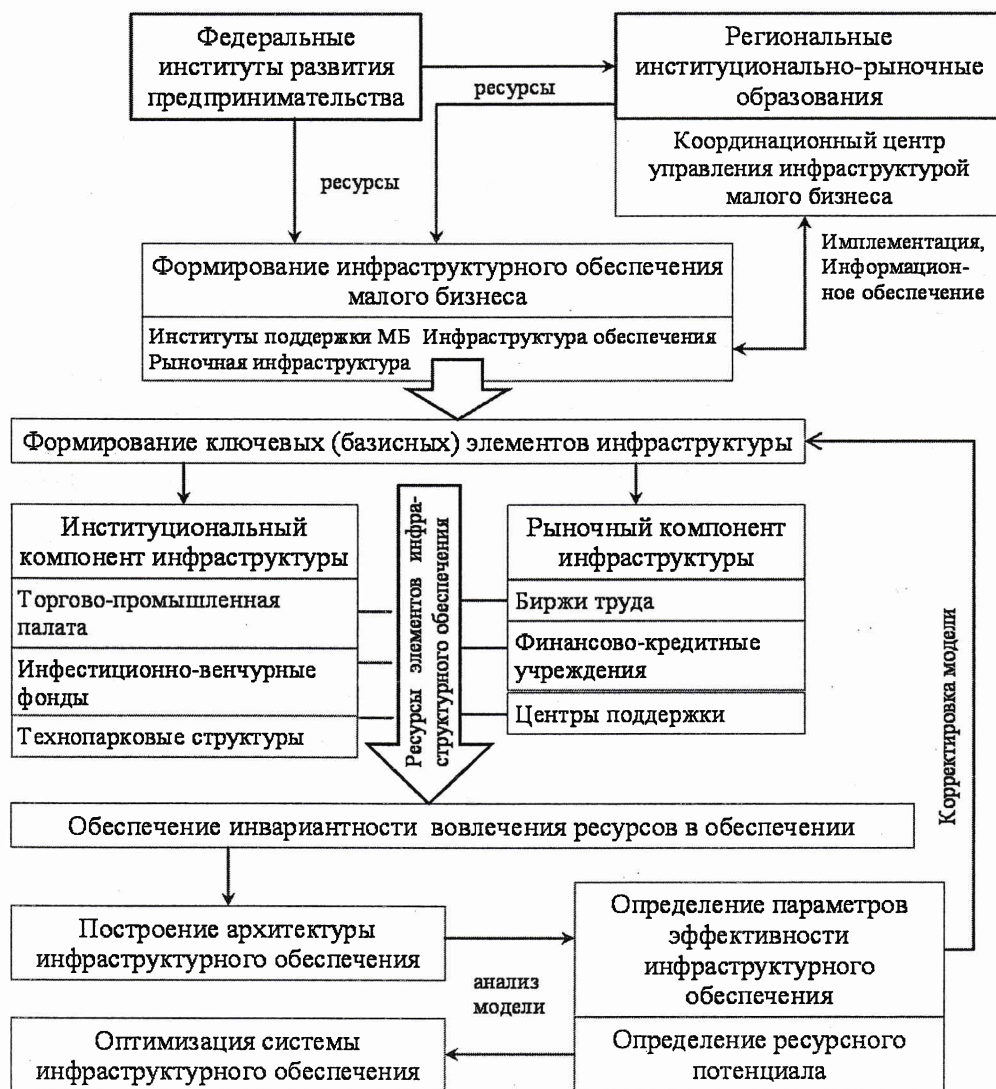 Федеральные
институты развития
предпринимательства
Региональные
институционально-рыночные
образования
ресурсы
Координационный центр
управления инфраструктурой
малого бизнеса
ресурсы
Имплементация,
Информацион-
ное обеспечение
Формирование инфраструктурного обеспечения
малого бизнеса
Институты поддержки МБ Инфраструктура обеспечения
Рыночная инфраструктура
Формирование ключевых (базисных) элементов инфраструктуры
Институциональный
компонент инфраструктуры
Торгово-промышленная
палата
Инфестиционно-венчурные
фонды
Технопарковые структуры
Ресурсы элементов инфра-
структурного обеспечения
Рыночный компонент
инфраструктуры
Биржи труда
Финансово-кредитные
учреждения
Центры поддержки
Корректировка модели
Обеспечение инвариантности вовлечения ресурсов в обеспечении
Построение архитектуры
инфраструктурного обеспечения
Определение параметров
эффективности
инфраструктурного
обеспечения
анализ
модели
Оптимизация системы
инфраструктурного обеспечения
Определение ресурсного
потенциала